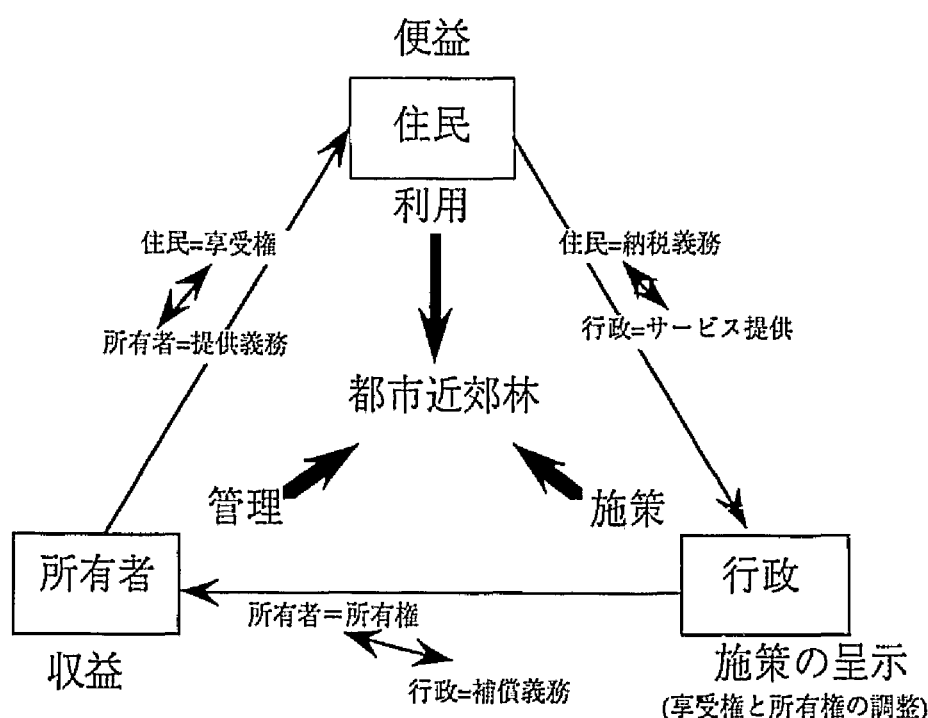 便益
住民
利用
住民=享受権
所有者=提供義務
住民=納税義務
行政=サービス提供
都市近郊林
管理
施策
所有者
収益
行政
施策の呈示
(享受権と所有権の調整)
所有者=所有権
行政=補償義務